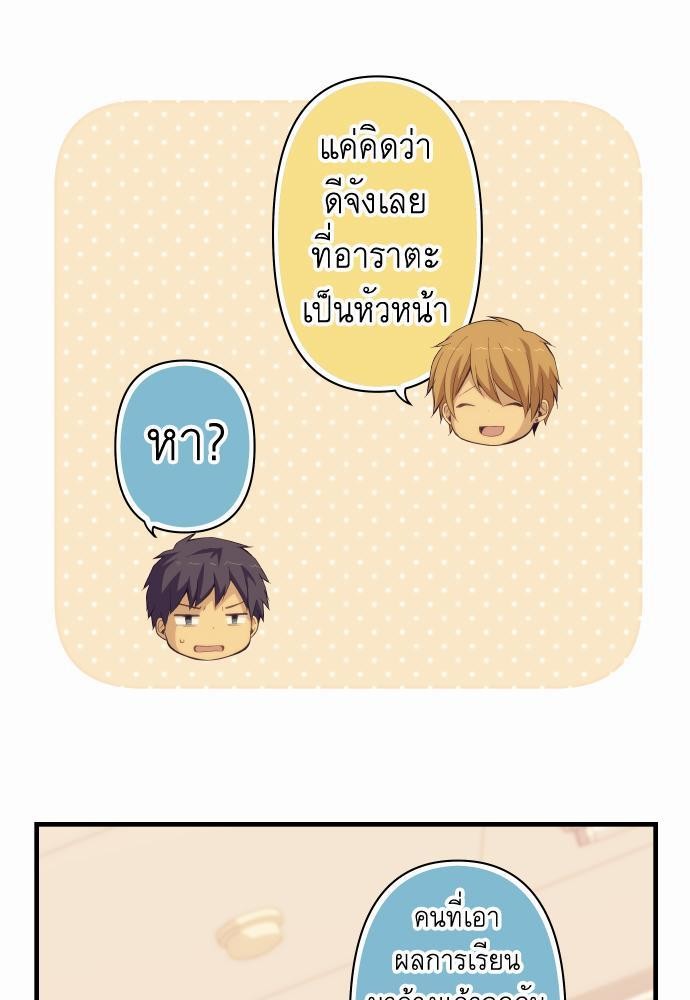 แค่คิดว่า
ดีจังเลย
ที่อาราตะ
เป็นหัวหน้า
หา?
คนที่เอา
ผลการเรียน